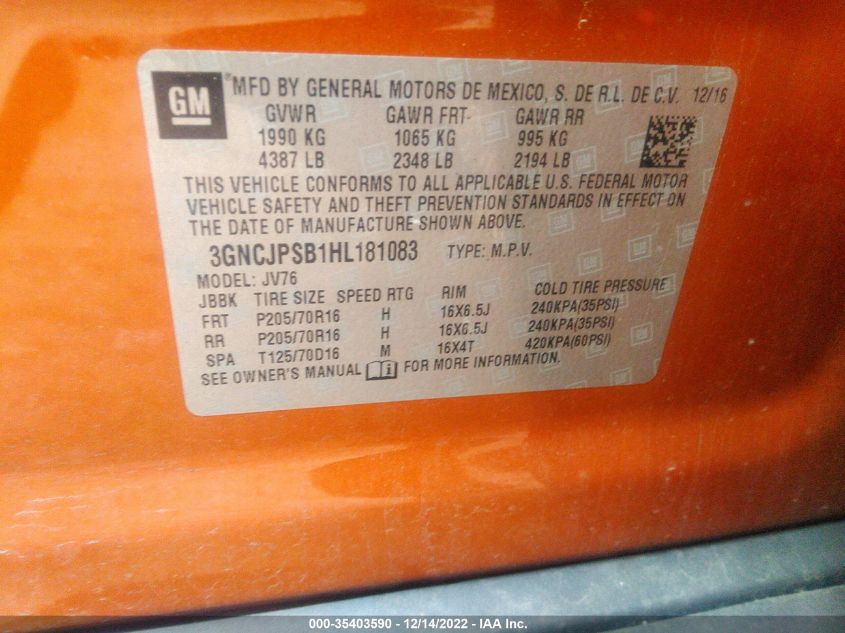 GM ®MFD BY GENERAL MOTORS DE MEXICO, S. DE R.L. DE C.V. 12/16
GVWR GAWR FRT GAWR RR
1990 KG 1065 KG 995 KG
4387 LB 2348 LB 2194 LB
THIS VEHICLE CONFORMS TO ALL APPLICABLE U.S. FEDERAL MOTOR
VEHICLE SAFETY AND THEFT PREVENTION STANDARDS IN EFFECT ON
THE DATE OF MANUFACTURE SHOWN ABOVE.
3GNCJPSB1HL181083 TYPE: M.P.V.
MODEL: JV76
JBBK TIRE SIZE SPEED RTG RIM COLD TIRE PRESSURE
FRT P205/70R16 H 16X6.5J 240KPA(35PSI)
RR P205/70R16 H 16X6.5J 240KPA(35PSI)
SPA T125/70D16 M 16X4T 420KPA(60PSI)
SEE OWNER'S MANUAL FOR MORE INFORMATION.
000-35403590 - 12/14/2022 - IAA Inc.